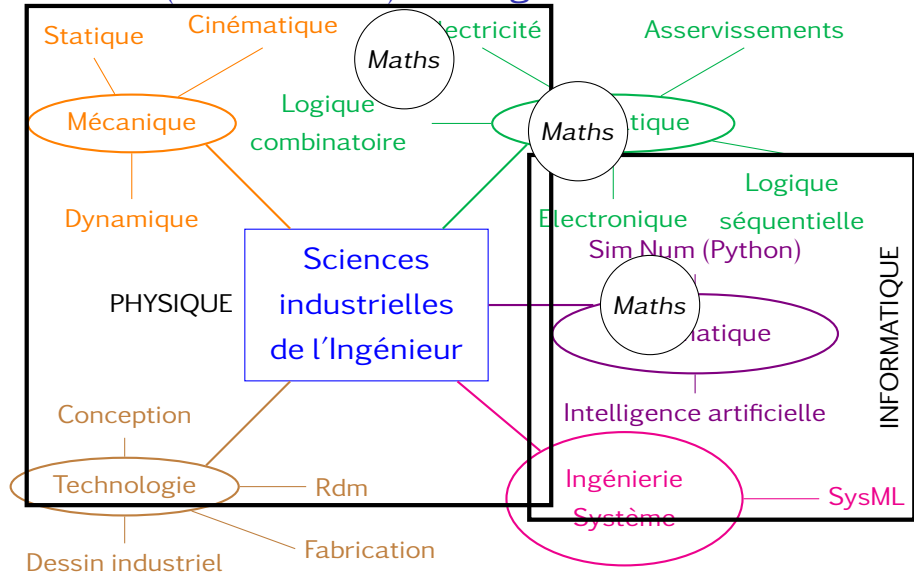 Statique
Cinématique
ectricité
Asservissements
Maths
Mécanique
Logique
combinatoire
Maths
tique
Dynamique
Electronique
Logique
séquentielle
Sim Num (Python)
Sciences
industrielles
de l'Ingénieur
PHYSIQUE
Maths
atique
INFORMATIQUE
Intelligence artificielle
Conception
Technologie
Rdm
Ingénierie
Système
SysML
Fabrication
Dessin industriel